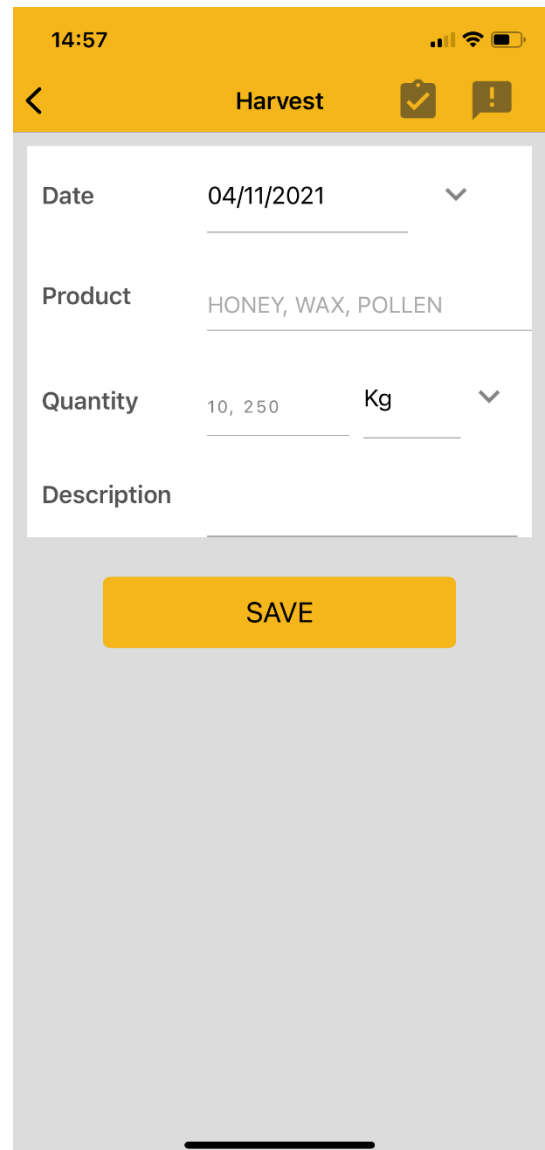 14:57
Harvest
Date 04/11/2021
Product HONEY, WAX, POLLEN
Quantity 10, 250 Kg
Description
SAVE